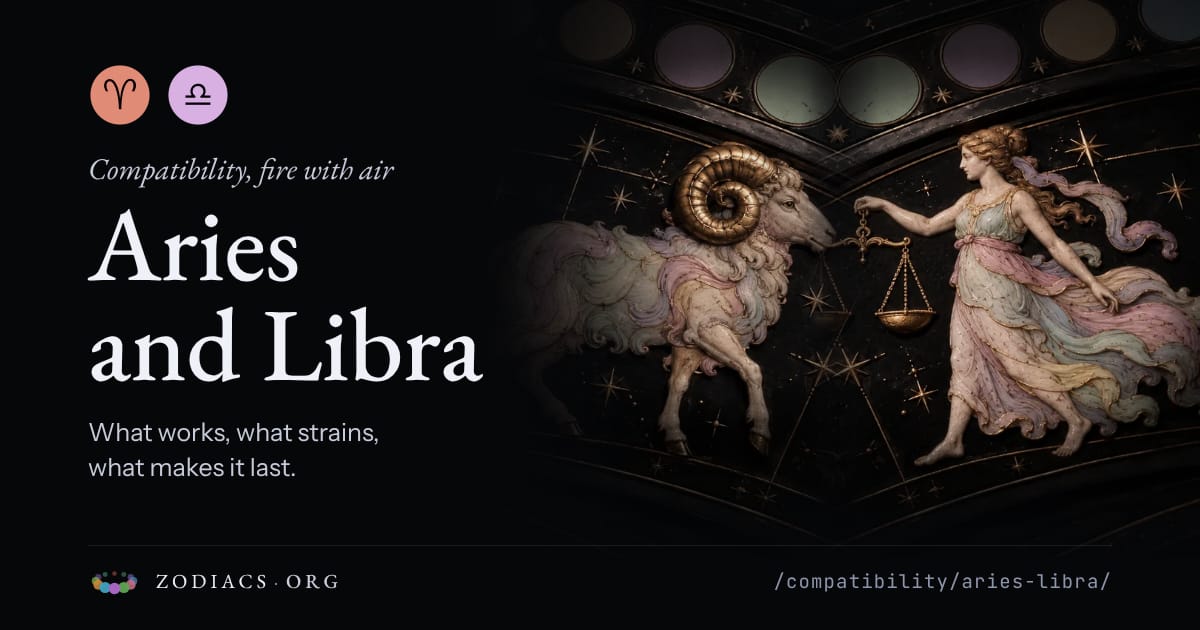 Compatibility, fire with air
Aries
and Libra
What works, what strains,
what makes it last.
ZODIACS·ORG
/compatibility/aries-libra/